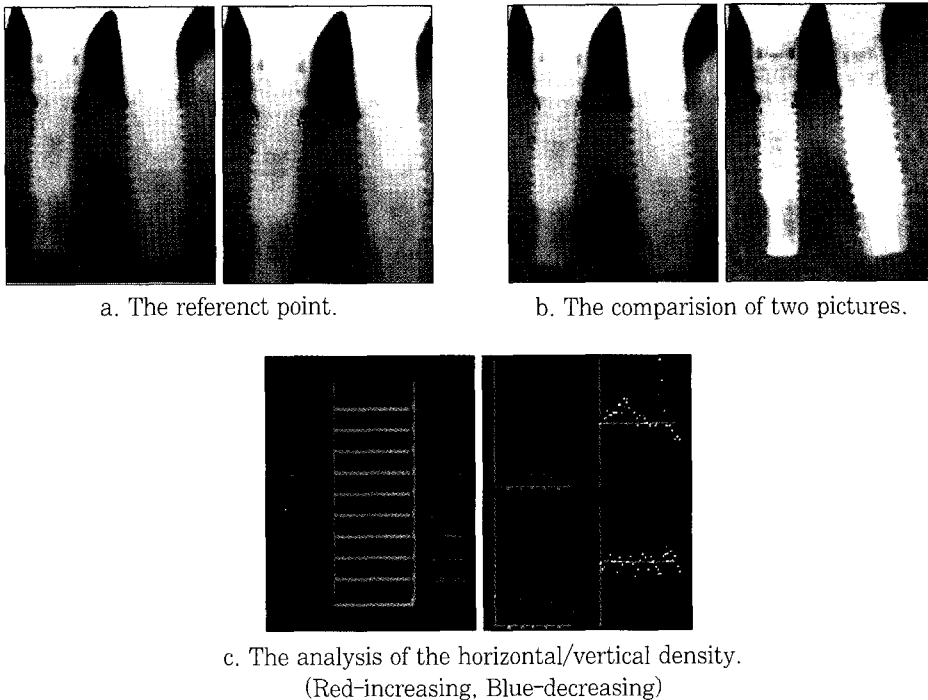 a. The referenct point.
b. The comparision of two pictures.
c. The analysis of the horizontal/vertical density.
(Red-increasing, Blue-decreasing)